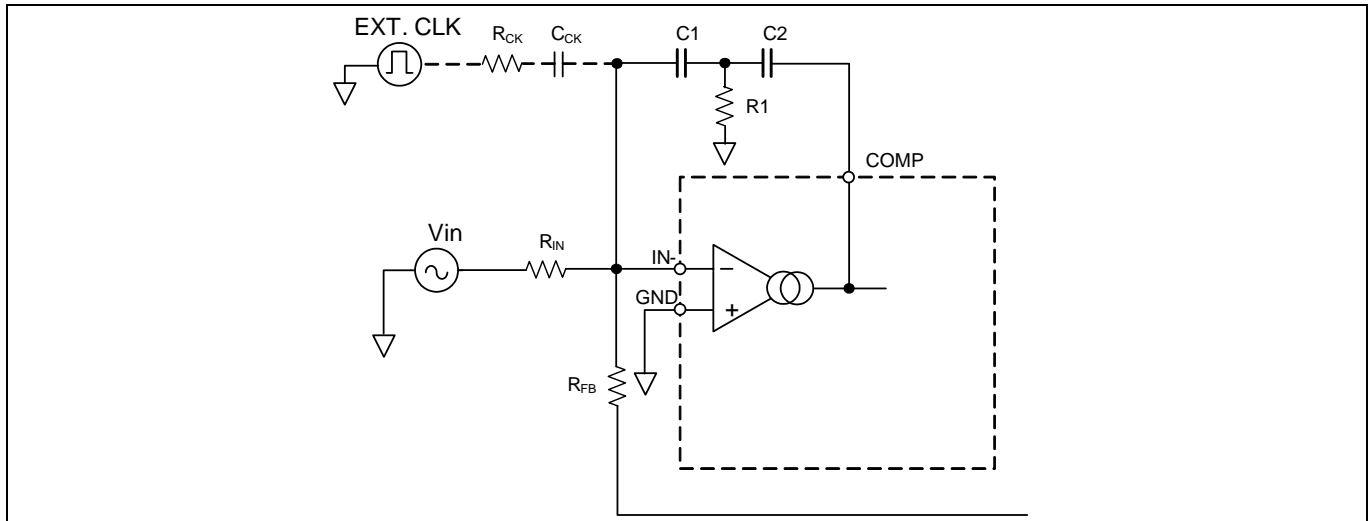 EXT. CLK
RCK
CCK
C1
C2
R1
COMP
Vin
RIN
IN-
GND
RFB
−
+